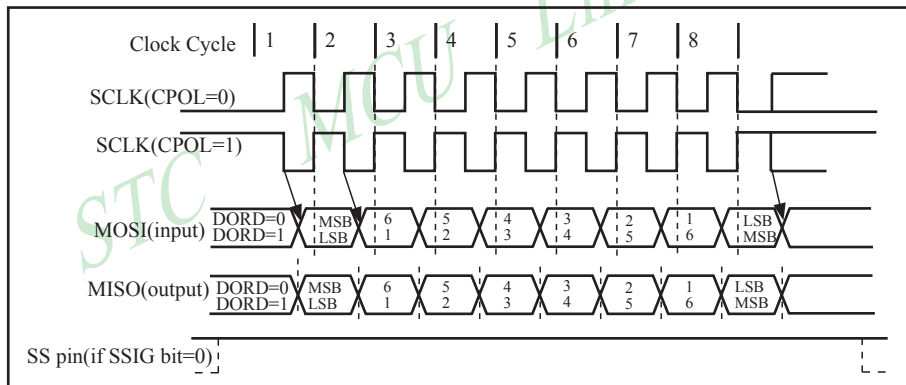 STC MCU Lim
Clock Cycle 1 2 3 4 5 6 7 8
SCLK(CPOL=0)
SCLK(CPOL=1)
MOSI(input) DORD=0 MSB 6 5 4 3 2 1 LSB
DORD=1 LSB 1 2 3 4 5 6 MSB
MISO(output) DORD=0 MSB 6 5 4 3 2 1 LSB
DORD=1 LSB 1 2 3 4 5 6 MSB
SS pin(if SSIG bit=0)